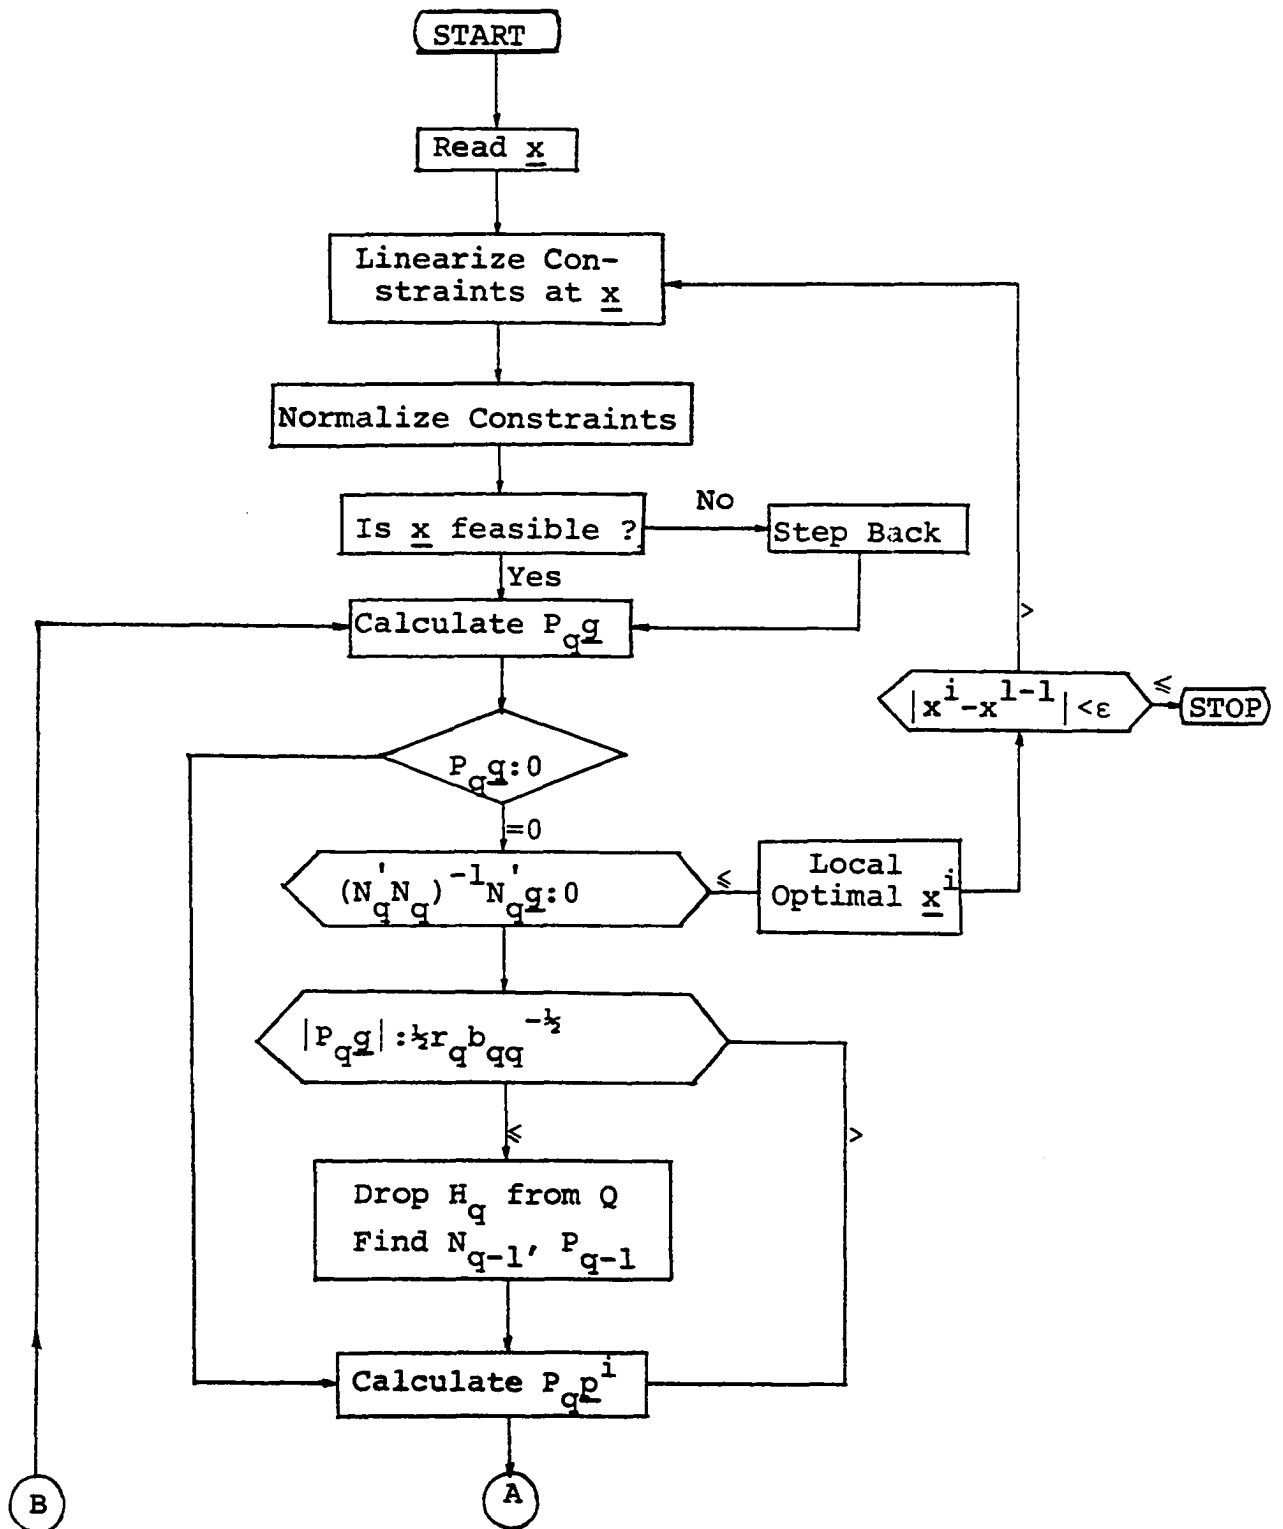 START
Read x
Linearize Con-
straints at x
Normalize Constraints
Is x feasible ?
No
Step Back
Yes
Calculate P_q g
>
|x^i-x^{l-1}|<ε
≤
STOP
P_q q:0
=0
(N_q'N_q)^{-1}N_q'g:0
≤
Local
Optimal x^i
|P_q g|:½r_q b_{qq}^{-½}
≤
>
Drop H_q from Q
Find N_{q-1}, P_{q-1}
Calculate P_q p^i
B
A